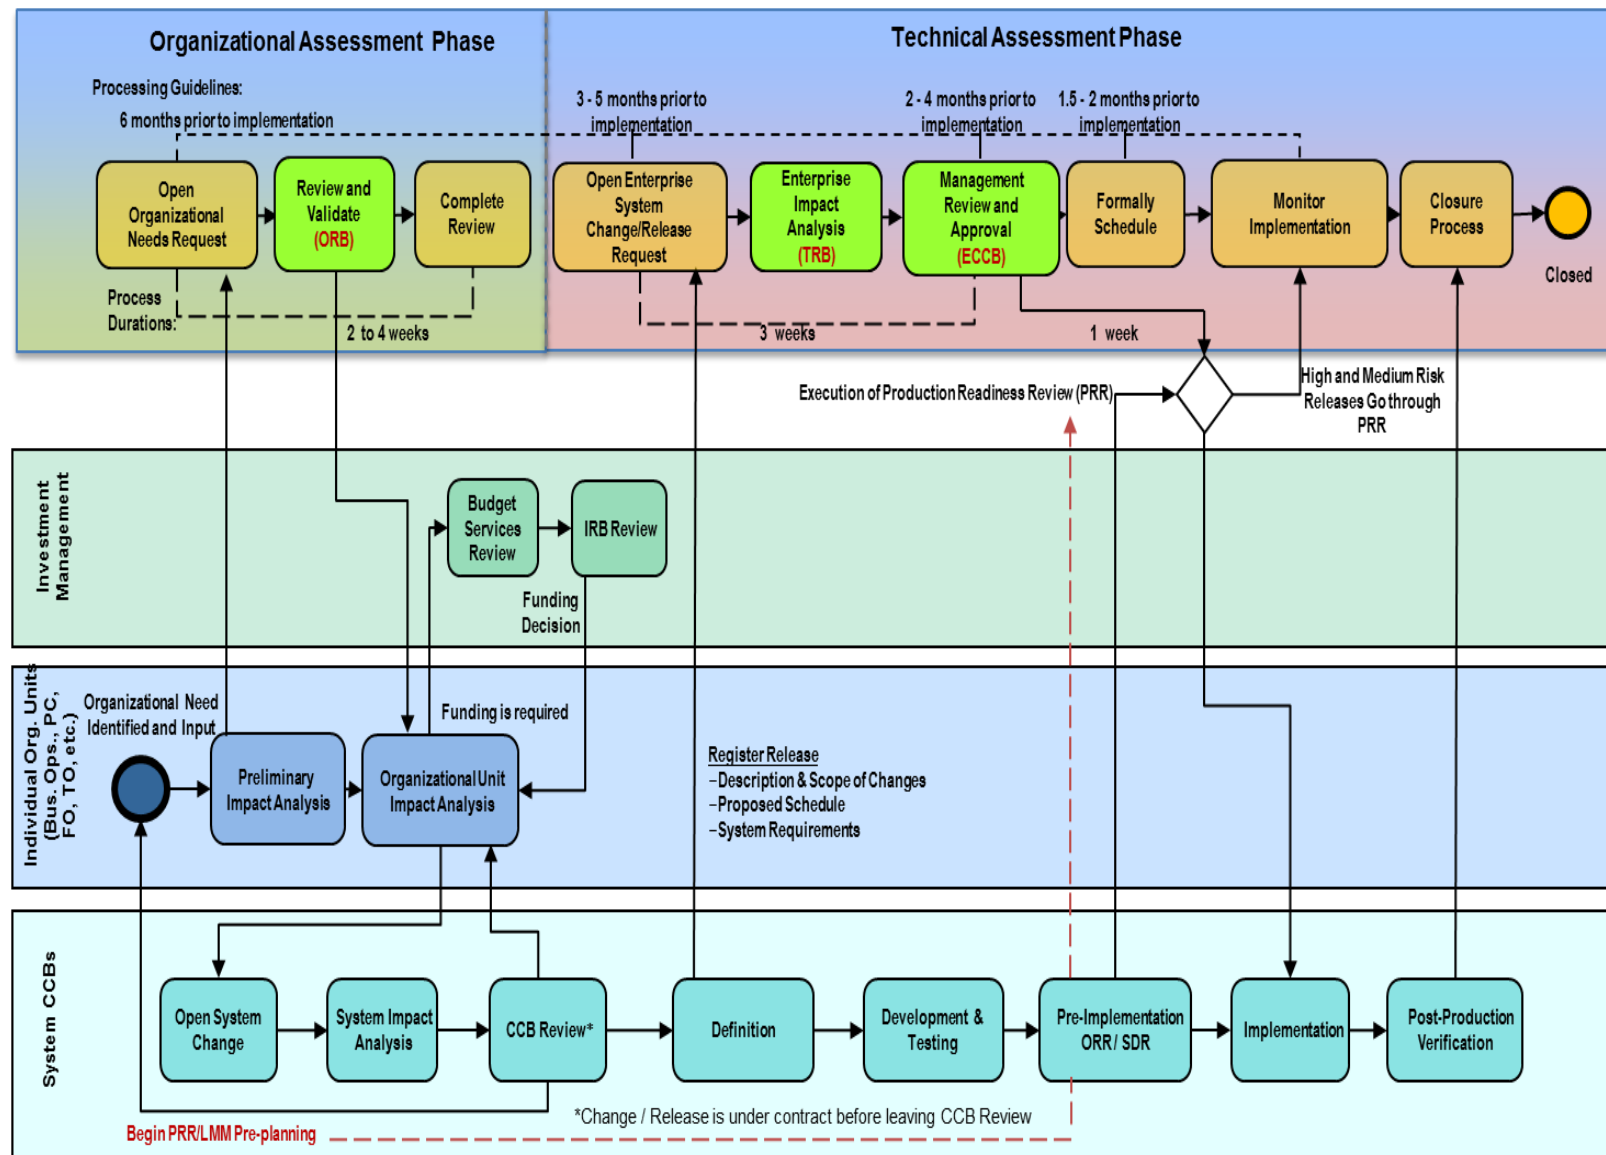 Organizational Assessment Phase
Technical Assessment Phase
Processing Guidelines:
6 months prior to implementation
3 - 5 months prior to
implementation
2 - 4 months prior to
implementation
1.5 - 2 months prior to
implementation
Open
Organizational
Needs Request
Review and
Validate
(ORB)
Complete
Review
Open Enterprise
System
Change/Release
Request
Enterprise
Impact
Analysis
(TRB)
Management
Review and
Approval
(ECCB)
Formally
Schedule
Monitor
Implementation
Closure
Process
Closed
Process
Durations:
2 to 4 weeks
3 weeks
1 week
Execution of Production Readiness Review (PRR)
High and Medium Risk
Releases Go through
PRR
Investment
Management
Budget
Services
Review
IRB Review
Funding
Decision
Individual Org. Units
(Bus. Ops., PC,
FO, TO, etc.)
Organizational Need
Identified and Input
Funding is required
Preliminary
Impact Analysis
Organizational Unit
Impact Analysis
Register Release
–Description & Scope of Changes
–Proposed Schedule
–System Requirements
System CCBs
Open System
Change
System Impact
Analysis
CCB Review*
Definition
Development &
Testing
Pre-Implementation
ORR / SDR
Implementation
Post-Production
Verification
*Change / Release is under contract before leaving CCB Review
Begin PRR/LMM Pre-planning